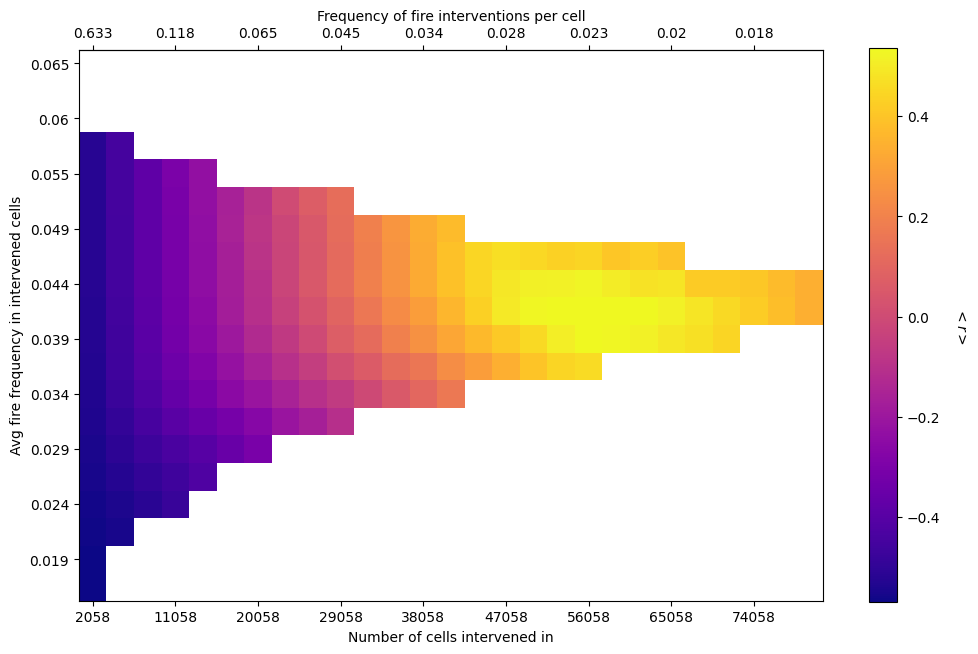 Frequency of fire interventions per cell
0.633 0.118 0.065 0.045 0.034 0.028 0.023 0.02 0.018
Avg fire frequency in intervened cells
0.065
0.06
0.055
0.049
0.044
0.039
0.034
0.029
0.024
0.019
2058 11058 20058 29058 38058 47058 56058 65058 74058
Number of cells intervened in
0.4
0.2
0.0
−0.2
−0.4
< r >